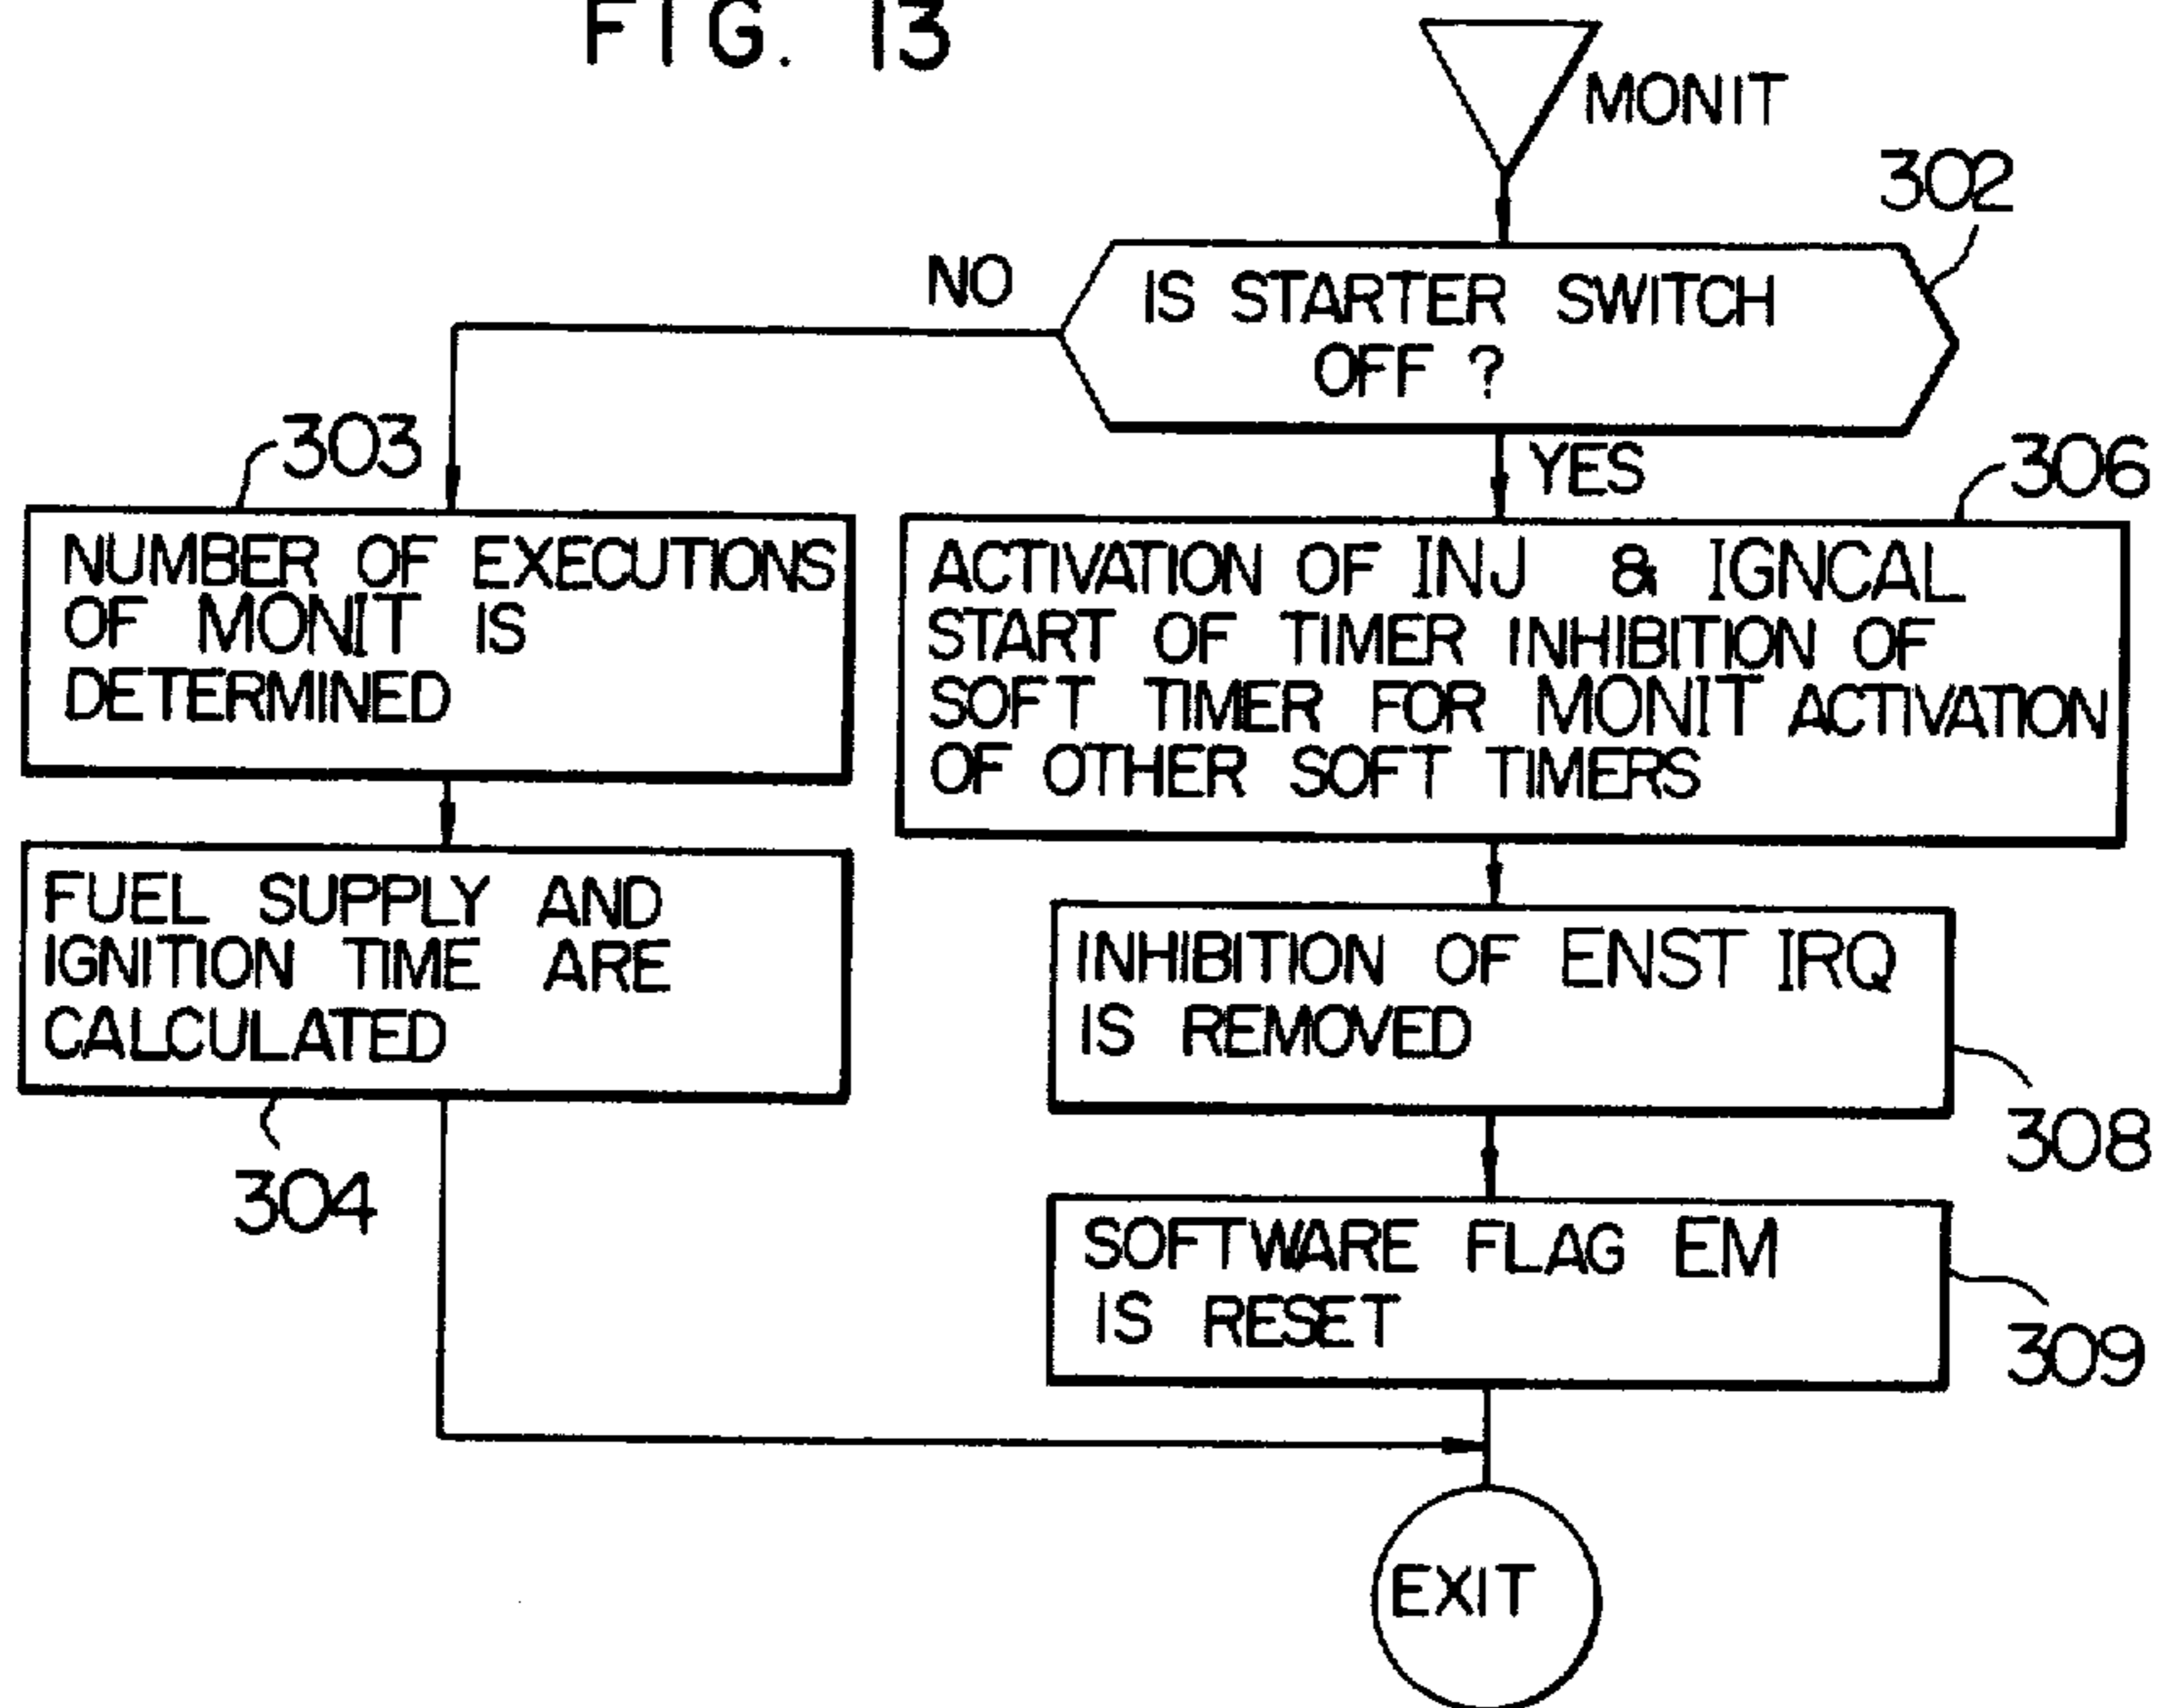 FIG. 13
MONIT
302
NO
IS STARTER SWITCH
OFF ?
303
YES
306
NUMBER OF EXECUTIONS
OF MONIT IS
DETERMINED
ACTIVATION OF INJ & IGNCAL
START OF TIMER INHIBITION OF
SOFT TIMER FOR MONIT ACTIVATION
OF OTHER SOFT TIMERS
FUEL SUPPLY AND
IGNITION TIME ARE
CALCULATED
304
INHIBITION OF ENST IRQ
IS REMOVED
308
SOFTWARE FLAG EM
IS RESET
309
EXIT